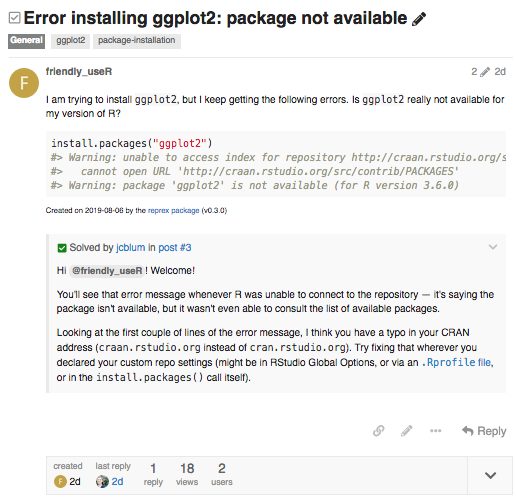 Error installing ggplot2: package not available
General ggplot2 package-installation
F
friendly_useR 2 2d
I am trying to install ggplot2, but I keep getting the following errors. Is ggplot2 really not available for
my version of R?
install.packages("ggplot2")
#> Warning: unable to access index for repository http://craan.rstudio.org/s
#>   cannot open URL 'http://craan.rstudio.org/src/contrib/PACKAGES'
#> Warning: package 'ggplot2' is not available (for R version 3.6.0)
Created on 2019-08-06 by the reprex package (v0.3.0)
Solved by jcblum in post #3
Hi @friendly_useR ! Welcome!
You'll see that error message whenever R was unable to connect to the repository — it's saying the
package isn't available, but it wasn't even able to consult the list of available packages.
Looking at the first couple of lines of the error message, I think you have a typo in your CRAN
address (craan.rstudio.org instead of cran.rstudio.org). Try fixing that wherever you
declared your custom repo settings (might be in RStudio Global Options, or via an .Rprofile file,
or in the install.packages() call itself).
Reply
created last reply 1 18 2
F 2d 2d reply views users